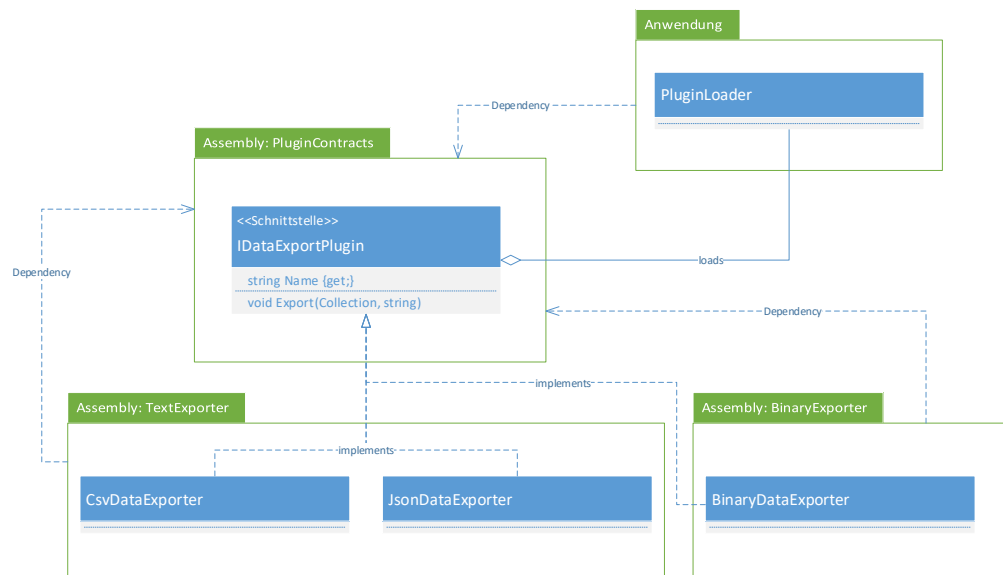 Anwendung
PluginLoader
Dependency
Assembly: PluginContracts
<<Schnittstelle>>
IDataExportPlugin
string Name {get;}
void Export(Collection, string)
loads
Dependency
Dependency
implements
Assembly: TextExporter
Assembly: BinaryExporter
implements
CsvDataExporter
JsonDataExporter
BinaryDataExporter